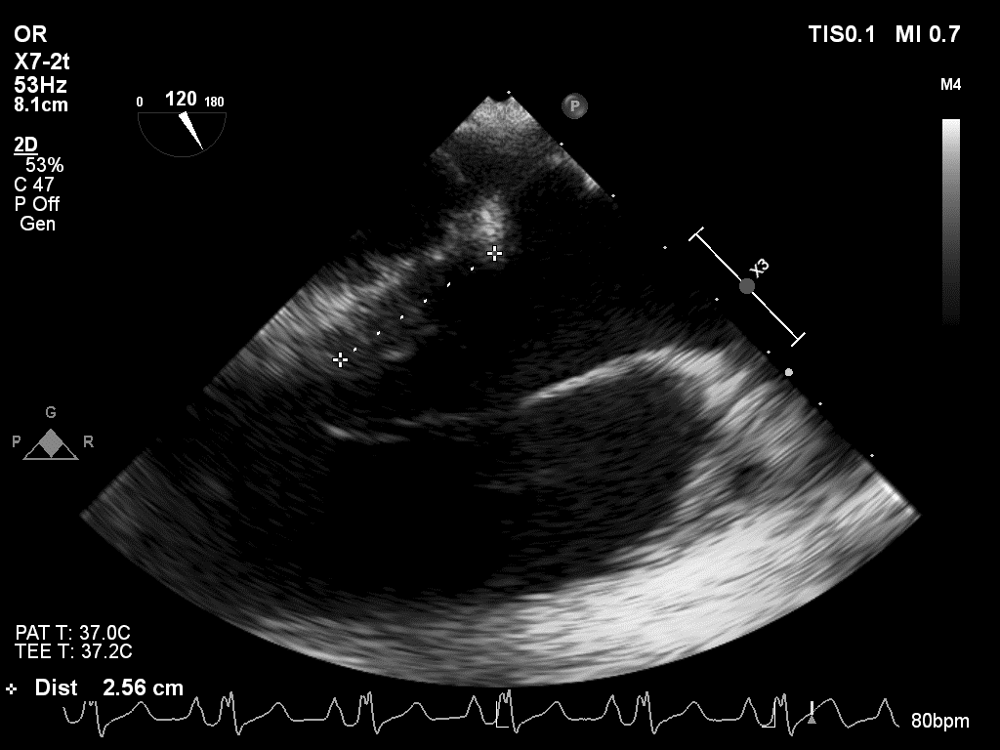 OR
TIS0.1 MI 0.7
X7-2t
53Hz
8.1cm
M4
0 120 180
P
2D
53%
C 47
P Off
Gen
X3
G
P R
PAT T: 37.0C
TEE T: 37.2C
Dist 2.56 cm
80bpm